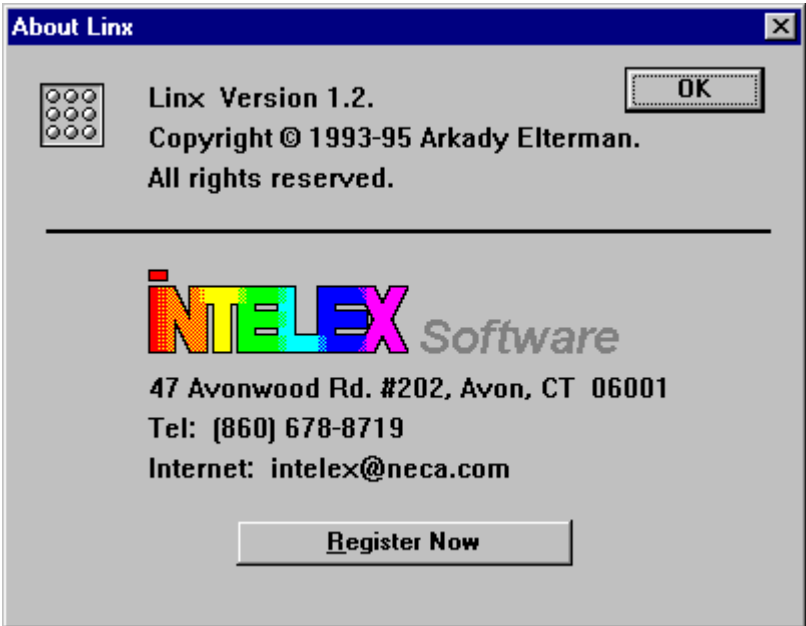 About Linx
OK
Linx  Version 1.2.
Copyright © 1993-95 Arkady Elterman.
All rights reserved.
iNTELEX Software
47 Avonwood Rd. #202, Avon, CT  06001
Tel:  (860) 678-8719
Internet:  intelex@neca.com
Register Now